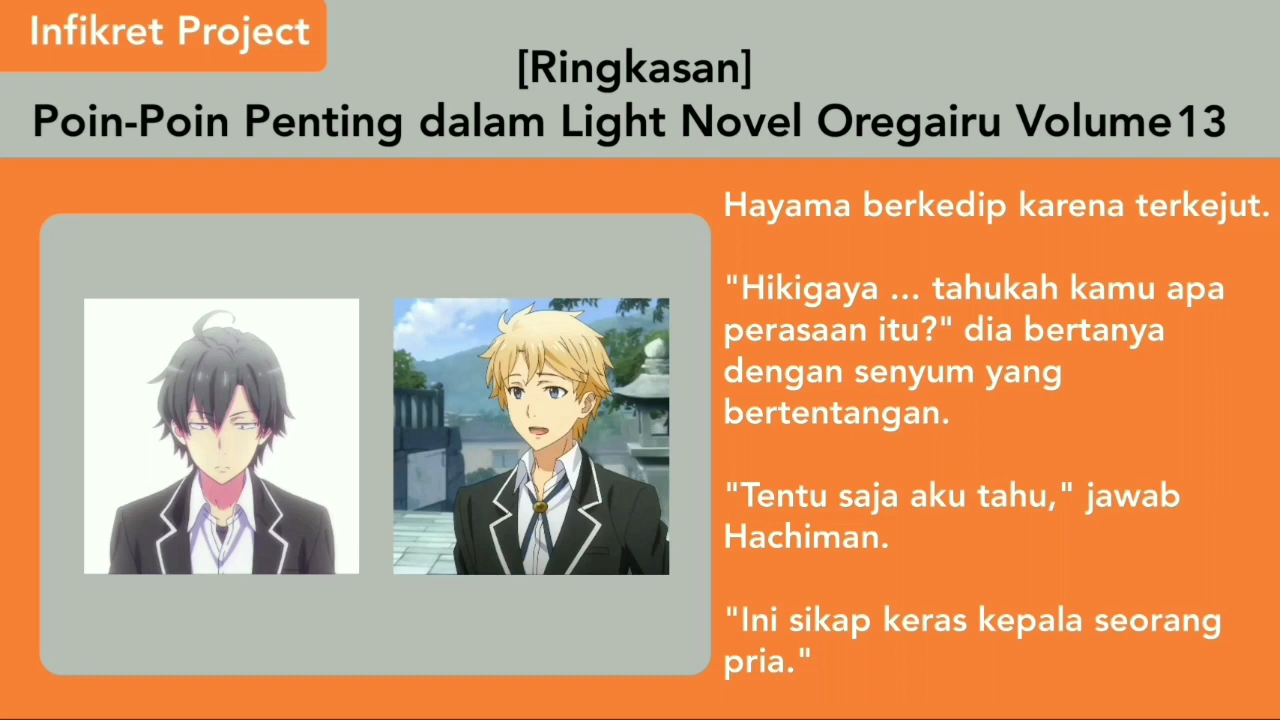 Infikret Project
[Ringkasan]
Poin-Poin Penting dalam Light Novel Oregairu Volume 13
Hayama berkedip karena terkejut.
"Hikigaya ... tahukah kamu apa
perasaan itu?" dia bertanya
dengan senyum yang
bertentangan.
"Tentu saja aku tahu," jawab
Hachiman.
"Ini sikap keras kepala seorang
pria."